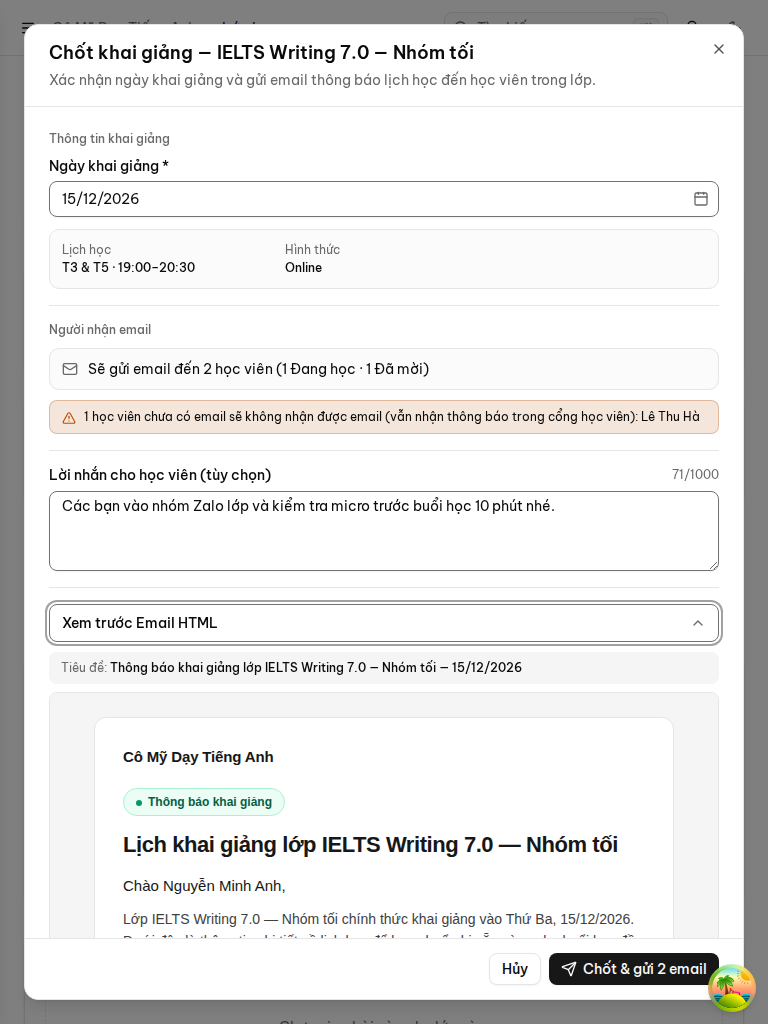 Chốt khai giảng — IELTS Writing 7.0 — Nhóm tối
Xác nhận ngày khai giảng và gửi email thông báo lịch học đến học viên trong lớp.
Thông tin khai giảng
Ngày khai giảng *
15/12/2026
Lịch học
Hình thức
T3 & T5 · 19:00–20:30
Online
Người nhận email
Sẽ gửi email đến 2 học viên (1 Đang học · 1 Đã mời)
1 học viên chưa có email sẽ không nhận được email (vẫn nhận thông báo trong cổng học viên): Lê Thu Hà
Lời nhắn cho học viên (tùy chọn)
71/1000
Các bạn vào nhóm Zalo lớp và kiểm tra micro trước buổi học 10 phút nhé.
Xem trước Email HTML
Tiêu đề: Thông báo khai giảng lớp IELTS Writing 7.0 — Nhóm tối — 15/12/2026
Cô Mỹ Dạy Tiếng Anh
Thông báo khai giảng
Lịch khai giảng lớp IELTS Writing 7.0 — Nhóm tối
Chào Nguyễn Minh Anh,
Lớp IELTS Writing 7.0 — Nhóm tối chính thức khai giảng vào Thứ Ba, 15/12/2026.
Hủy
Chốt & gửi 2 email